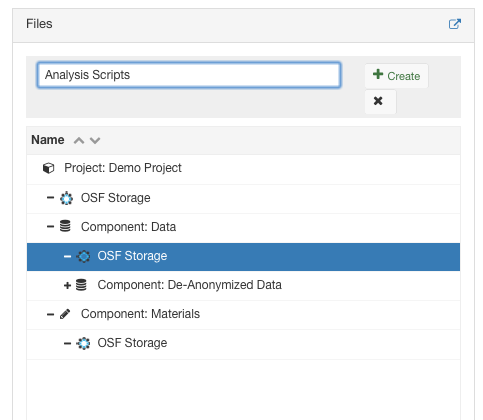 Files
Analysis Scripts
Create
Name
Project: Demo Project
OSF Storage
Component: Data
OSF Storage
Component: De-Anonymized Data
Component: Materials
OSF Storage